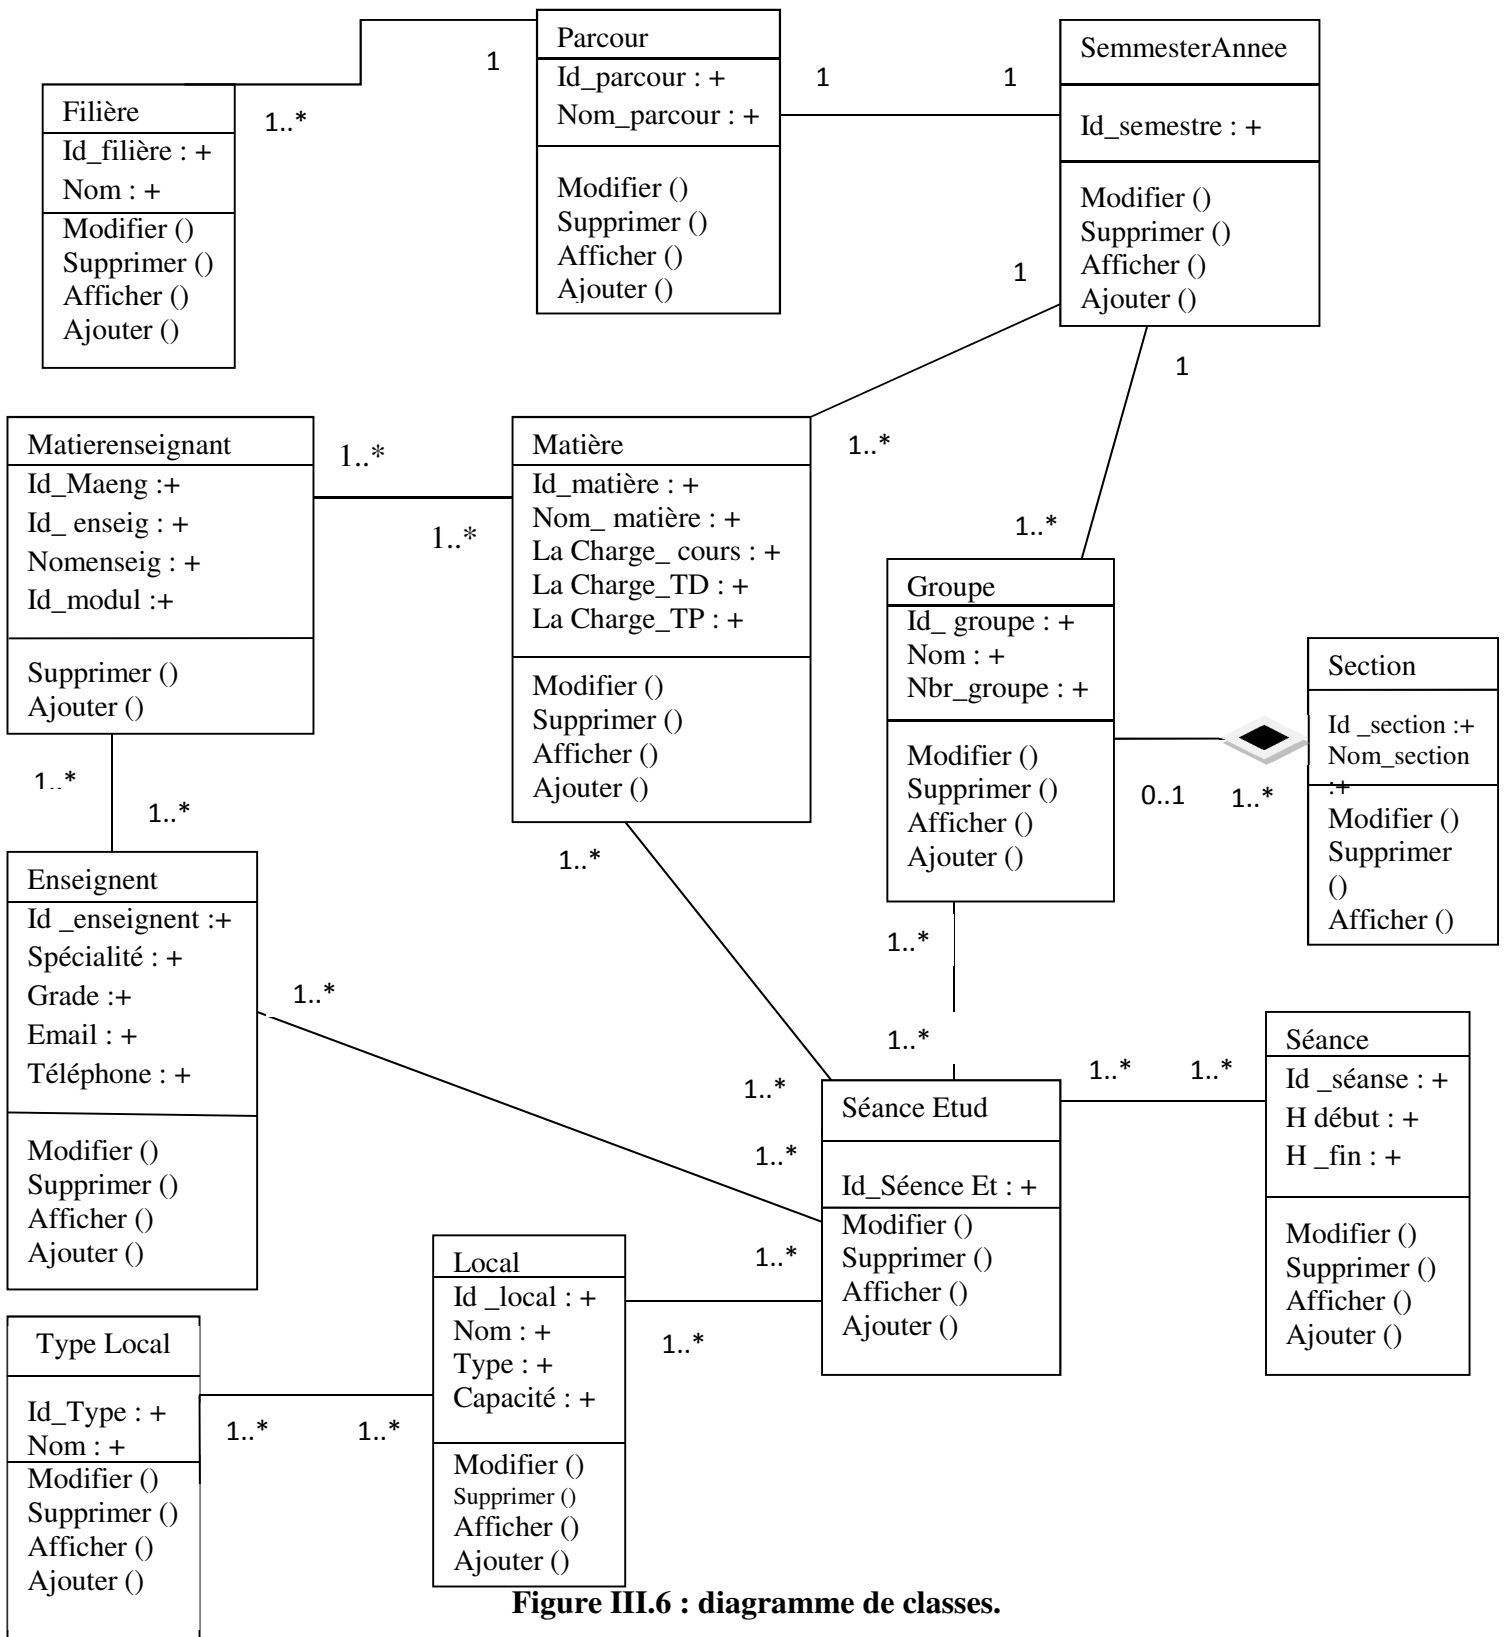 Parcour
Id_parcour : +
Nom_parcour : +
Modifier ()
Supprimer ()
Afficher ()
Ajouter ()
1
1..*
1
1
SemmesterAnnee
Id_semestre : +
Modifier ()
Supprimer ()
Afficher ()
Ajouter ()
Filière
Id_filière : +
Nom : +
Modifier ()
Supprimer ()
Afficher ()
Ajouter ()
1
1
1..*
1..*
Matierenseignant
Id_Maeng :+
Id_ enseig : +
Nomenseig : +
Id_modul :+
Supprimer ()
Ajouter ()
1..*
1..*
Matière
Id_matière : +
Nom_ matière : +
La Charge_ cours : +
La Charge_TD : +
La Charge_TP : +
Modifier ()
Supprimer ()
Afficher ()
Ajouter ()
Groupe
Id_ groupe : +
Nom : +
Nbr_groupe : +
Modifier ()
Supprimer ()
Afficher ()
Ajouter ()
0..1
1..*
Section
Id _section :+
Nom_section
:+
Modifier ()
Supprimer
()
Afficher ()
1..*
1..*
1..*
Enseignent
Id _enseignent :+
Spécialité : +
Grade :+
Email : +
Téléphone : +
Modifier ()
Supprimer ()
Afficher ()
Ajouter ()
1..*
1..*
1..*
1..*
1..*
1..*
1..*
1..*
Séance Etud
Id_Séence Et : +
Modifier ()
Supprimer ()
Afficher ()
Ajouter ()
Séance
Id _séanse : +
H début : +
H _fin : +
Modifier ()
Supprimer ()
Afficher ()
Ajouter ()
Local
Id _local : +
Nom : +
Type : +
Capacité : +
Modifier ()
Supprimer ()
Afficher ()
Ajouter ()
1..*
Type Local
Id_Type : +
Nom : +
Modifier ()
Supprimer ()
Afficher ()
Ajouter ()
1..*
1..*
Figure III.6 : diagramme de classes.